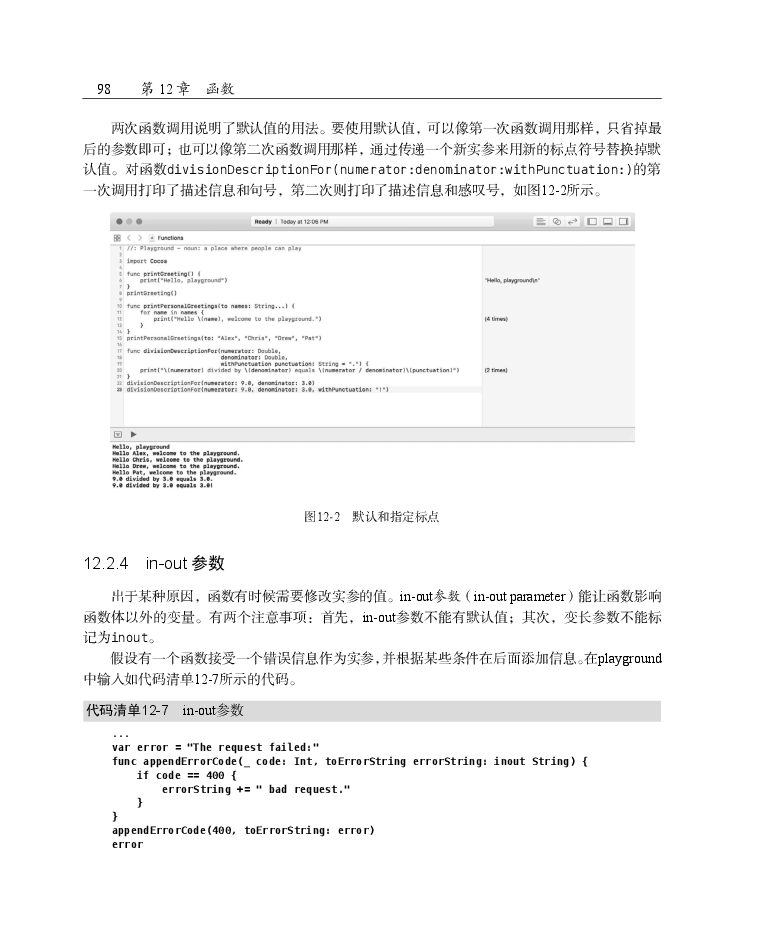 98 第 12 章 函数
两次函数调用说明了默认值的用法。要使用默认值，可以像第一次函数调用那样，只省掉最
后的参数即可；也可以像第二次函数调用那样，通过传递一个新实参来用新的标点符号替换掉默
认值。对函数divisionDescriptionFor(numerator:denominator:withPunctuation:)的第
一次调用打印了描述信息和句号，第二次则打印了描述信息和感叹号，如图12-2所示。
Ready | Today at 12:06 PM
Functions
1 //: Playground - noun: a place where people can play
2
3 import Cocoa
4
5 func printGreeting() {
6 print("Hello, playground") "Hello, playground\n"
7 }
8 printGreeting()
9
10 func printPersonalGreetings(to names: String...) {
11 for name in names {
12 print("Hello \(name), welcome to the playground.") (4 times)
13 }
14 }
15 printPersonalGreetings(to: "Alex", "Chris", "Drew", "Pat")
16
17 func divisionDescriptionFor(numerator: Double,
18 denominator: Double,
19 withPunctuation punctuation: String = ".") {
20 print("\(numerator) divided by \(denominator) equals \(numerator / denominator)\(punctuation)") (2 times)
21 }
22 divisionDescriptionFor(numerator: 9.0, denominator: 3.0)
23 divisionDescriptionFor(numerator: 9.0, denominator: 3.0, withPunctuation: "!")
Hello, playground
Hello Alex, welcome to the playground.
Hello Chris, welcome to the playground.
Hello Drew, welcome to the playground.
Hello Pat, welcome to the playground.
9.0 divided by 3.0 equals 3.0.
9.0 divided by 3.0 equals 3.0!
图12-2 默认和指定标点
12.2.4 in-out 参数
出于某种原因，函数有时候需要修改实参的值。in-out参数（in-out parameter）能让函数影响
函数体以外的变量。有两个注意事项：首先，in-out参数不能有默认值；其次，变长参数不能标
记为inout。
假设有一个函数接受一个错误信息作为实参，并根据某些条件在后面添加信息。在playground
中输入如代码清单12-7所示的代码。
代码清单12-7 in-out参数
...
var error = "The request failed:"
func appendErrorCode(_ code: Int, toErrorString errorString: inout String) {
if code == 400 {
errorString += " bad request."
}
}
appendErrorCode(400, toErrorString: error)
error